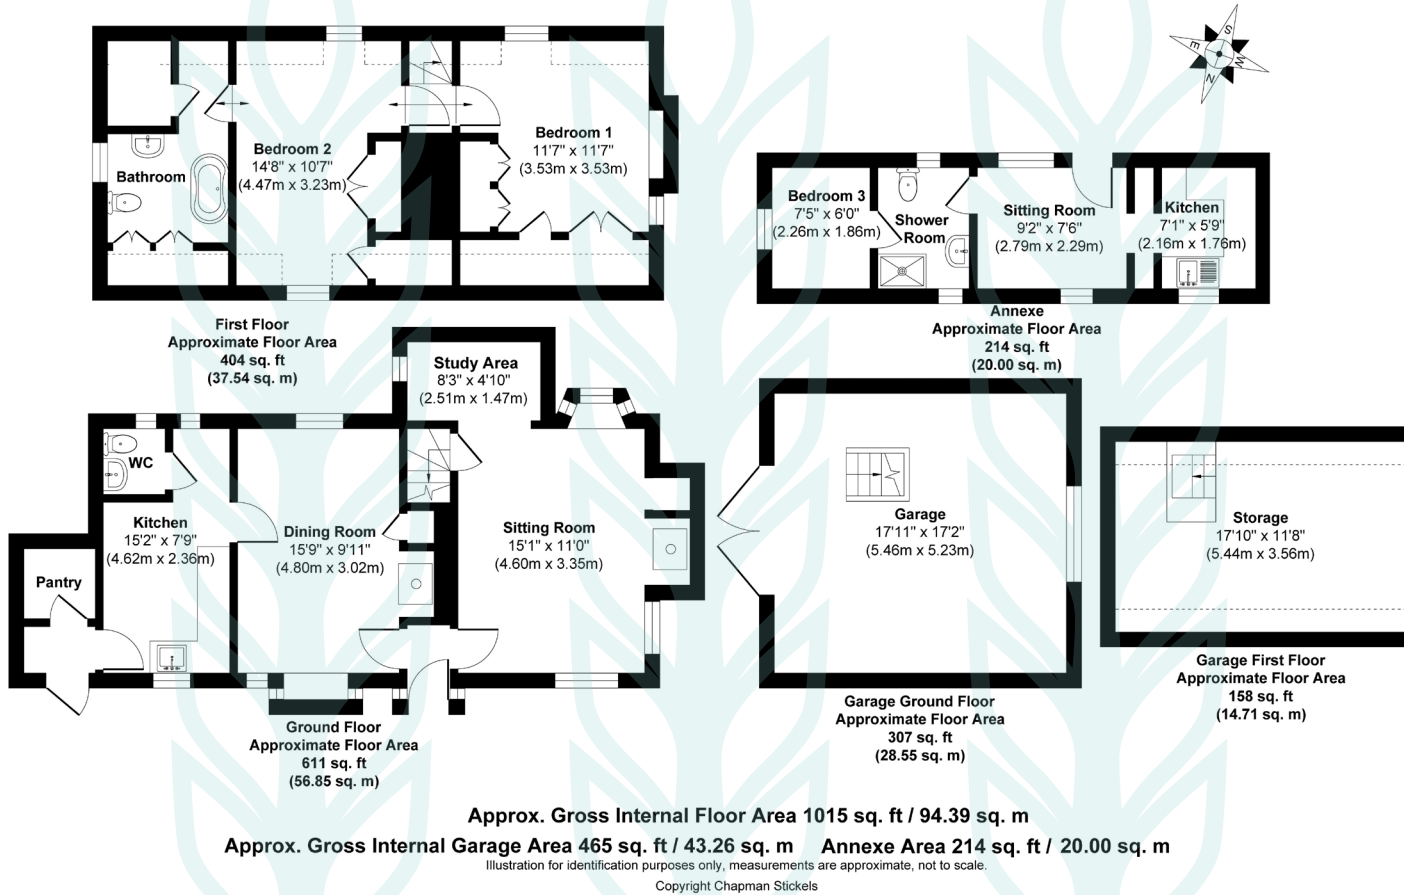 Bedroom 2
14'8" x 10'7"
(4.47m x 3.23m)
Bedroom 1
11'7" x 11'7"
(3.53m x 3.53m)
Bathroom
First Floor
Approximate Floor Area
404 sq. ft
(37.54 sq. m)
S
E
W
N
Bedroom 3
7'5" x 6'0"
(2.26m x 1.86m)
Shower
Room
Sitting Room
9'2" x 7'6"
(2.79m x 2.29m)
Kitchen
7'1" x 5'9"
(2.16m x 1.76m)
Annexe
Approximate Floor Area
214 sq. ft
(20.00 sq. m)
Study Area
8'3" x 4'10"
(2.51m x 1.47m)
WC
Kitchen
15'2" x 7'9"
(4.62m x 2.36m)
Dining Room
15'9" x 9'11"
(4.80m x 3.02m)
Sitting Room
15'1" x 11'0"
(4.60m x 3.35m)
Pantry
Ground Floor
Approximate Floor Area
611 sq. ft
(56.85 sq. m)
Garage
17'11" x 17'2"
(5.46m x 5.23m)
Garage Ground Floor
Approximate Floor Area
307 sq. ft
(28.55 sq. m)
Storage
17'10" x 11'8"
(5.44m x 3.56m)
Garage First Floor
Approximate Floor Area
158 sq. ft
(14.71 sq. m)
Approx. Gross Internal Floor Area 1015 sq. ft / 94.39 sq. m
Approx. Gross Internal Garage Area 465 sq. ft / 43.26 sq. m Annexe Area 214 sq. ft / 20.00 sq. m
Illustration for identification purposes only, measurements are approximate, not to scale.
Copyright Chapman Stickels